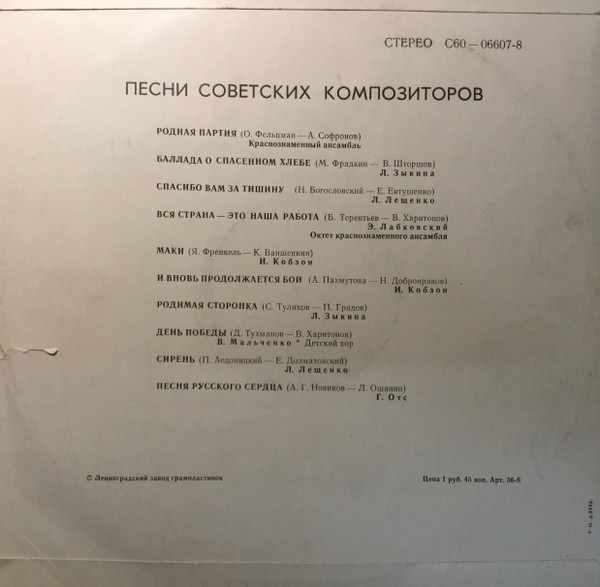 СТЕРЕО С60—06607-8
ПЕСНИ СОВЕТСКИХ КОМПОЗИТОРОВ
РОДНАЯ ПАРТИЯ (О. Фельцман — А. Софронов)
Краснознаменный ансамбль
БАЛЛАДА О СПАСЕННОМ ХЛЕБЕ (М. Фрадкин — В. Шторшов)
Л. Зыкина
СПАСИБО ВАМ ЗА ТИШИНУ (Н. Богословский — Е. Евтушенко)
Л. Лещенко
ВСЯ СТРАНА — ЭТО НАША РАБОТА (Б. Терентьев — В. Харитонов)
Э. Лабковский
Октет краснознаменного ансамбля
МАКИ (Я. Френкель — К. Ваншенкин)
И. Кобзон
И ВНОВЬ ПРОДОЛЖАЕТСЯ БОЙ (А. Пахмутова — Н. Добронравов)
И. Кобзон
РОДИМАЯ СТОРОНКА (С. Туликов — П. Градов)
Л. Зыкина
ДЕНЬ ПОБЕДЫ (Д. Тухманов — В. Харитонов)
В. Мальченко * Детский хор
СИРЕНЬ (П. Аедоницкий — Е. Долматовский)
Л. Лещенко
ПЕСНЯ РУССКОГО СЕРДЦА (А. Г. Новиков — Л. Ошанин)
Г. Отс
© Ленинградский завод грампластинок
Цена 1 руб. 45 коп. Арт. 36-8